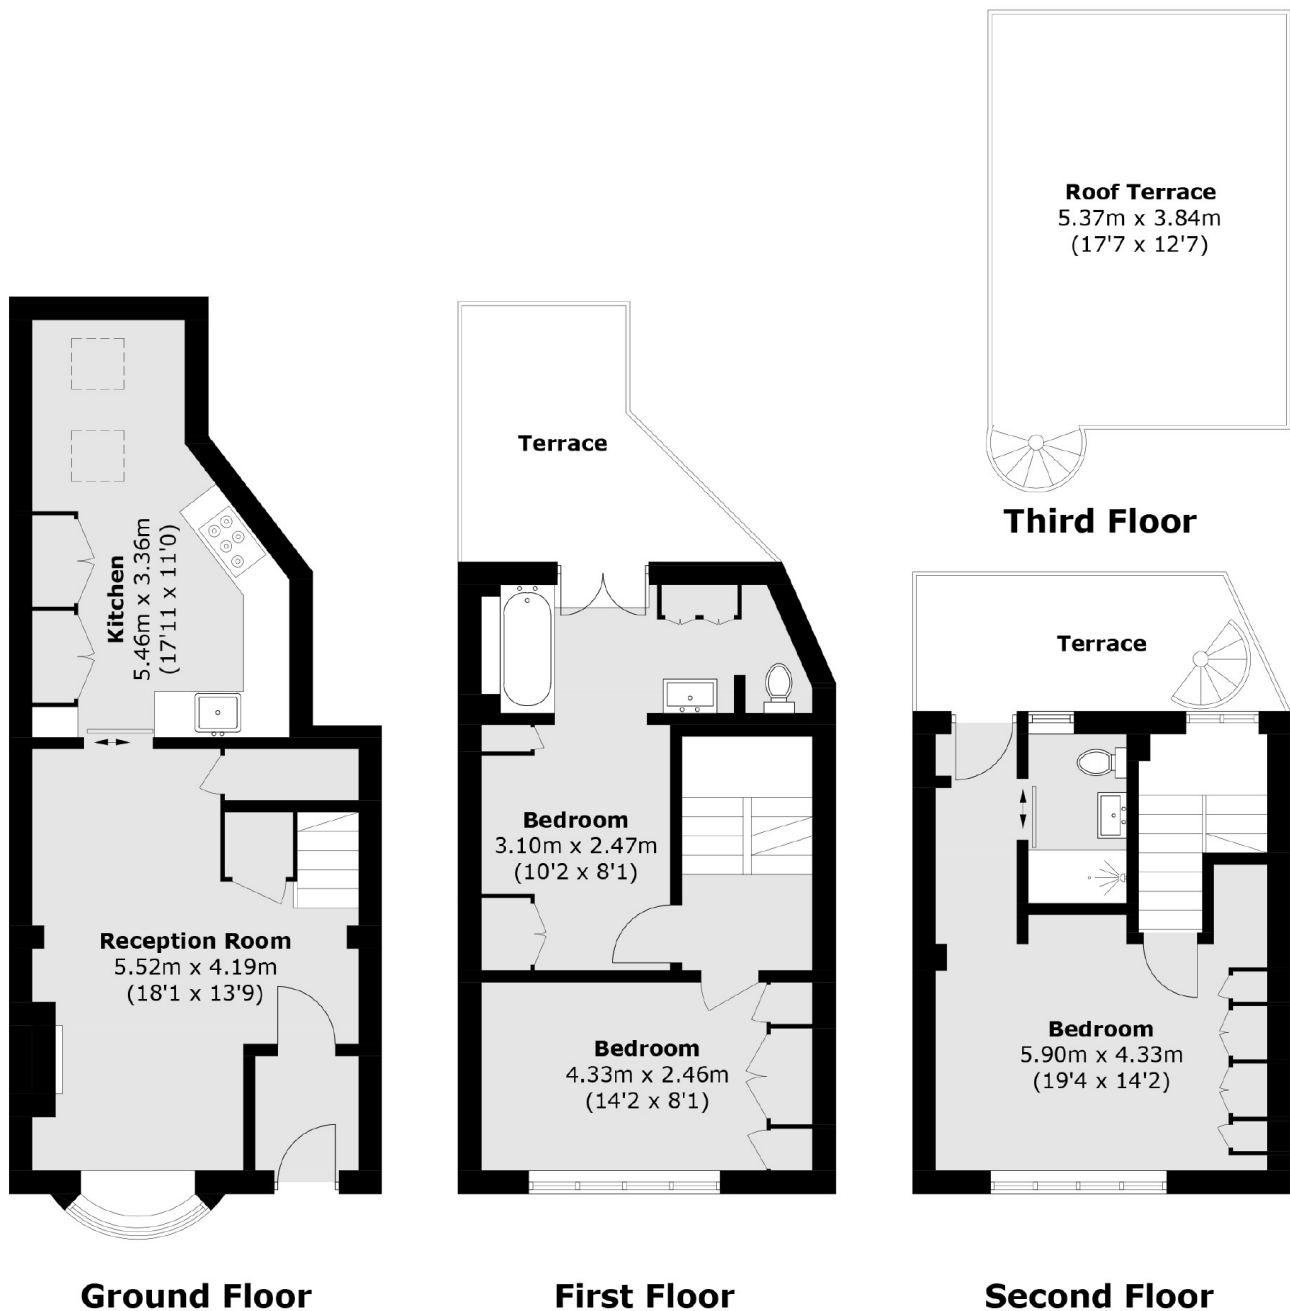 Roof Terrace
5.37m x 3.84m
(17'7 x 12'7)
Third Floor
Kitchen
5.46m x 3.36m
(17'11 x 11'0)
Reception Room
5.52m x 4.19m
(18'1 x 13'9)
Ground Floor
Terrace
Bedroom
3.10m x 2.47m
(10'2 x 8'1)
Bedroom
4.33m x 2.46m
(14'2 x 8'1)
First Floor
Terrace
Bedroom
5.90m x 4.33m
(19'4 x 14'2)
Second Floor